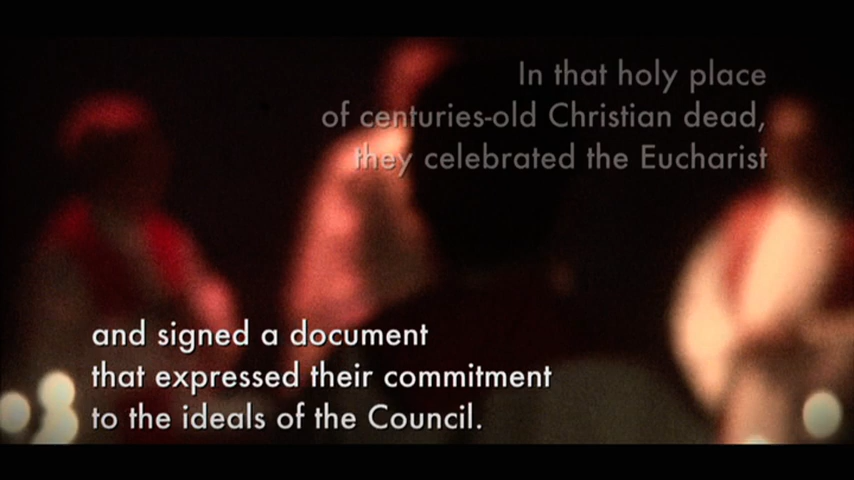 In that holy place
of centuries-old Christian dead,
they celebrated the Eucharist
and signed a document
that expressed their commitment
to the ideals of the Council.